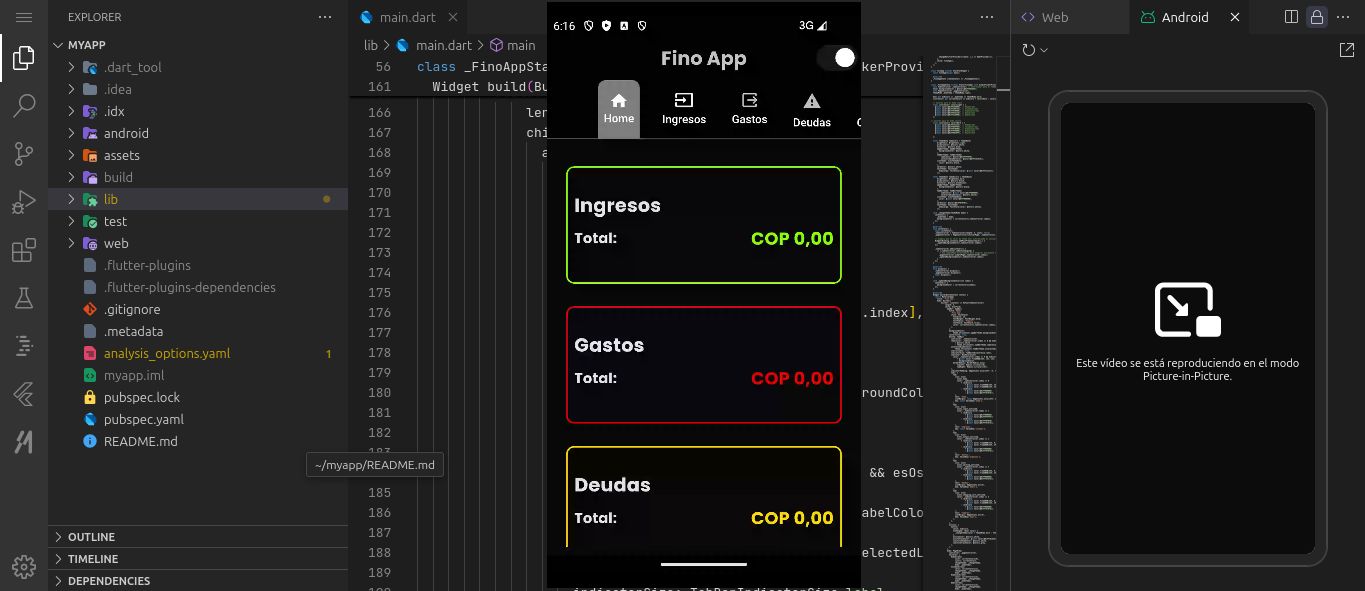 EXPLORER
MYAPP
.dart_tool
.idea
.idx
android
assets
build
lib
test
web
.flutter-plugins
.flutter-plugins-dependencies
.gitignore
.metadata
analysis_options.yaml 1
myapp.iml
pubspec.lock
pubspec.yaml
README.md
~/myapp/README.md
OUTLINE
TIMELINE
DEPENDENCIES
main.dart
lib > main.dart > main
56 class _FinoAppSta
161 Widget build(Bu
166 len
167 chi
168 a
169
170
171
172
173
174
175
176
177
178
179
180
181
182
185
186
187
188
189
kerProvi
.index],
roundCol
&& esOs
abelColo
electedL
indicatorSize: TabBarIndicatorSize.label
6:16
3G
Fino App
Home
Ingresos
Gastos
Deudas
Ingresos
Total: COP 0,00
Gastos
Total: COP 0,00
Deudas
Total: COP 0,00
Web
Android
Este vídeo se está reproduciendo en el modo
Picture-in-Picture.